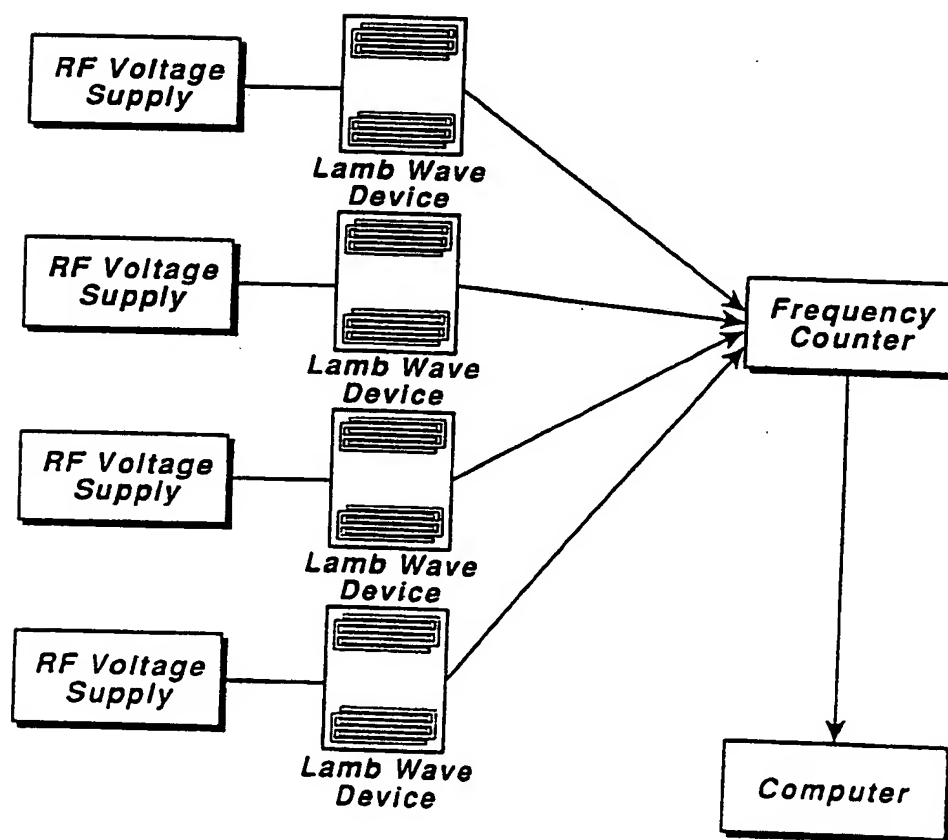 RF Voltage
Supply
Lamb Wave
Device
RF Voltage
Supply
Lamb Wave
Device
RF Voltage
Supply
Lamb Wave
Device
RF Voltage
Supply
Lamb Wave
Device
Frequency
Counter
Computer